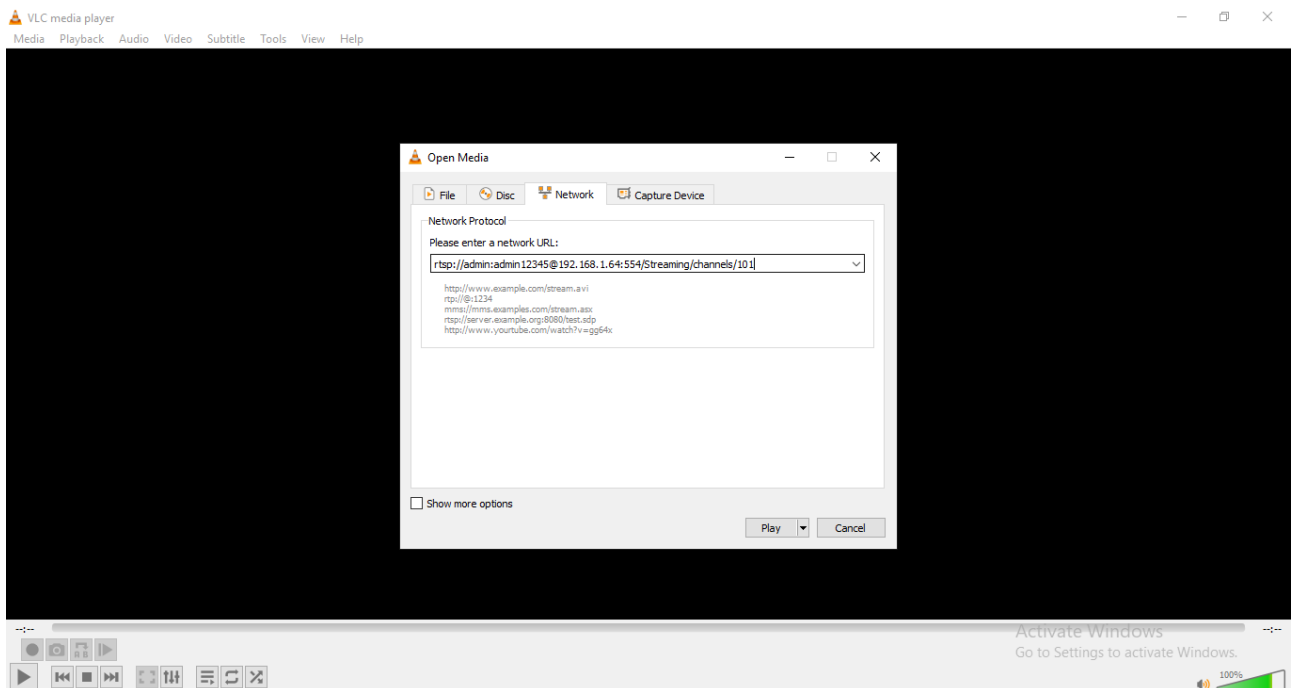 VLC media player
Media Playback Audio Video Subtitle Tools View Help
Open Media
File Disc Network Capture Device
Network Protocol
Please enter a network URL:
rtsp://admin:admin12345@192.168.1.64:554/Streaming/channels/101
http://www.example.com/stream.avi
rtp://@:1234
mms://mms.examples.com/stream.asx
rtsp://server.example.org:8080/test.sdp
http://www.yourtube.com/watch?v=gg64x
Show more options
Play Cancel
--:-- --:--
Activate Windows
Go to Settings to activate Windows.
100%